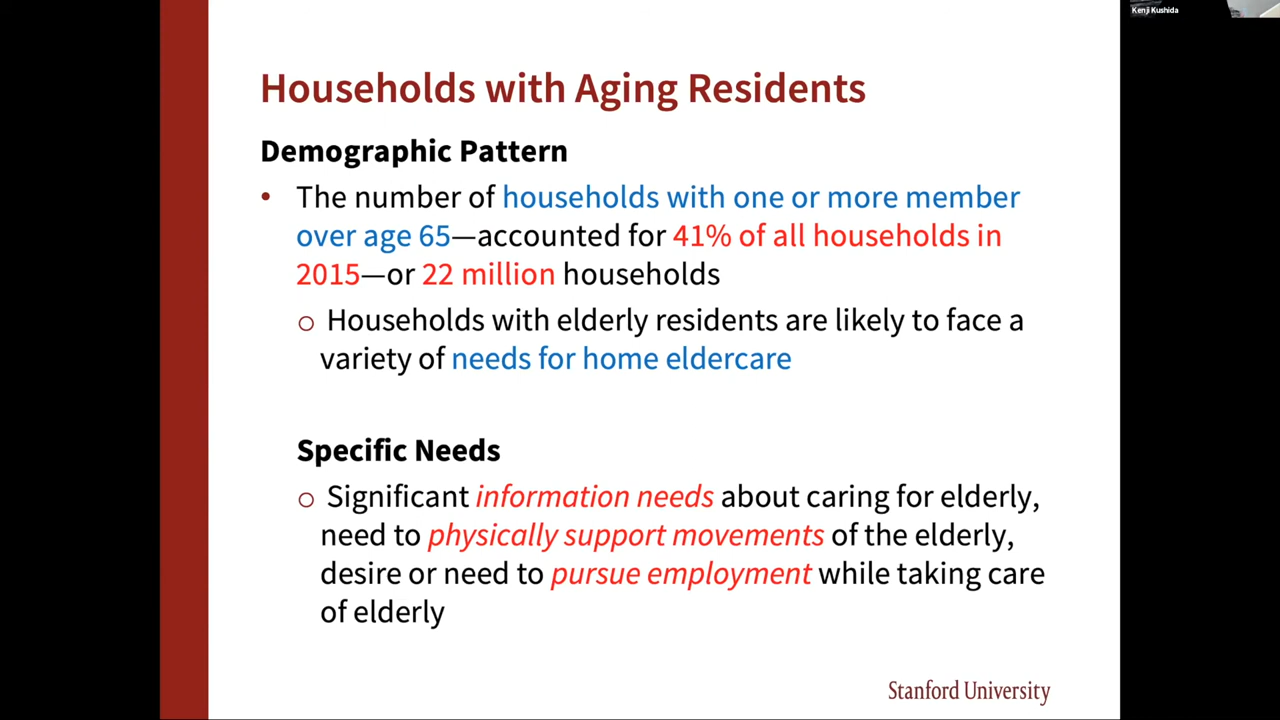 Kenji Kushida
Households with Aging Residents
Demographic Pattern
• The number of households with one or more member
over age 65—accounted for 41% of all households in
2015—or 22 million households
o Households with elderly residents are likely to face a
variety of needs for home eldercare
Specific Needs
o Significant information needs about caring for elderly,
need to physically support movements of the elderly,
desire or need to pursue employment while taking care
of elderly
Stanford University